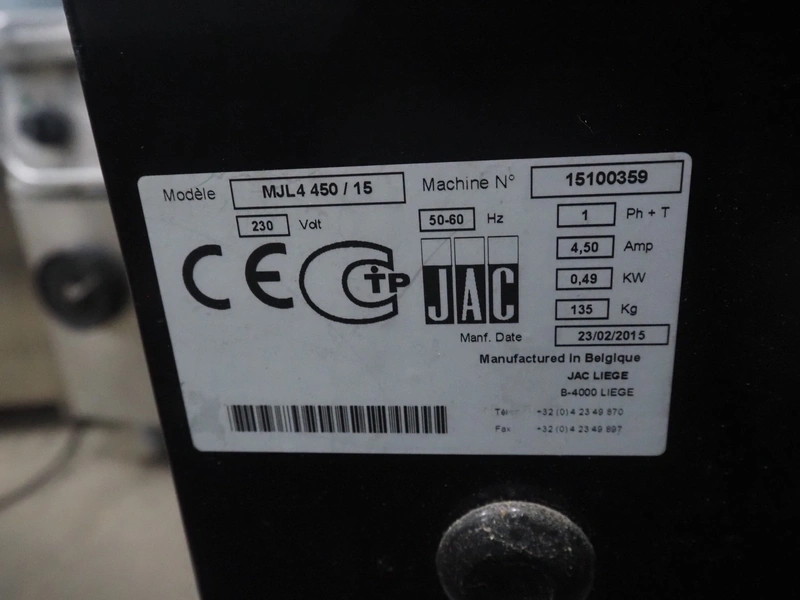 Modèle MJL4 450 / 15 Machine N° 15100359
230 Volt 50-60 Hz 1 Ph + T
4,50 Amp
CE CTP JAC 0,49 KW
135 Kg
Manf. Date 23/02/2015
Manufactured in Belgique
JAC LIEGE
B-4000 LIEGE
Tél +32 (0) 4 23 49 870
Fax +32 (0) 4 23 49 897